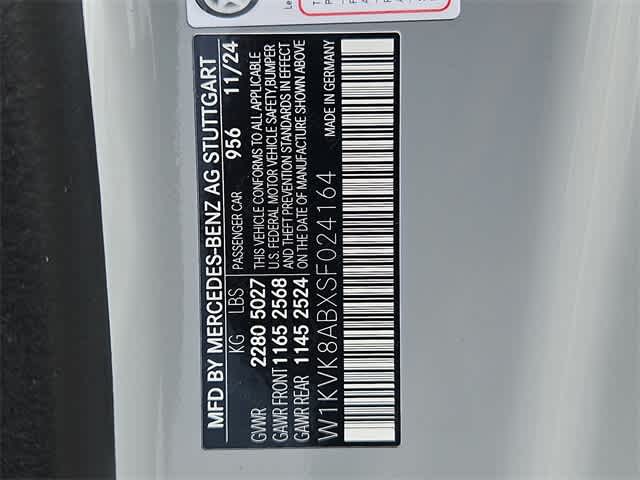 MFD BY MERCEDES-BENZ AG STUTTGART
KG LBS PASSENGER CAR 956 11/24
GVWR 2280 5027 THIS VEHICLE CONFORMS TO ALL APPLICABLE
GAWR FRONT 1165 2568 U.S. FEDERAL MOTOR VEHICLE SAFETY, BUMPER
GAWR REAR 1145 2524 AND THEFT PREVENTION STANDARDS IN EFFECT
ON THE DATE OF MANUFACTURE SHOWN ABOVE
W1KVK8ABXSF024164 MADE IN GERMANY